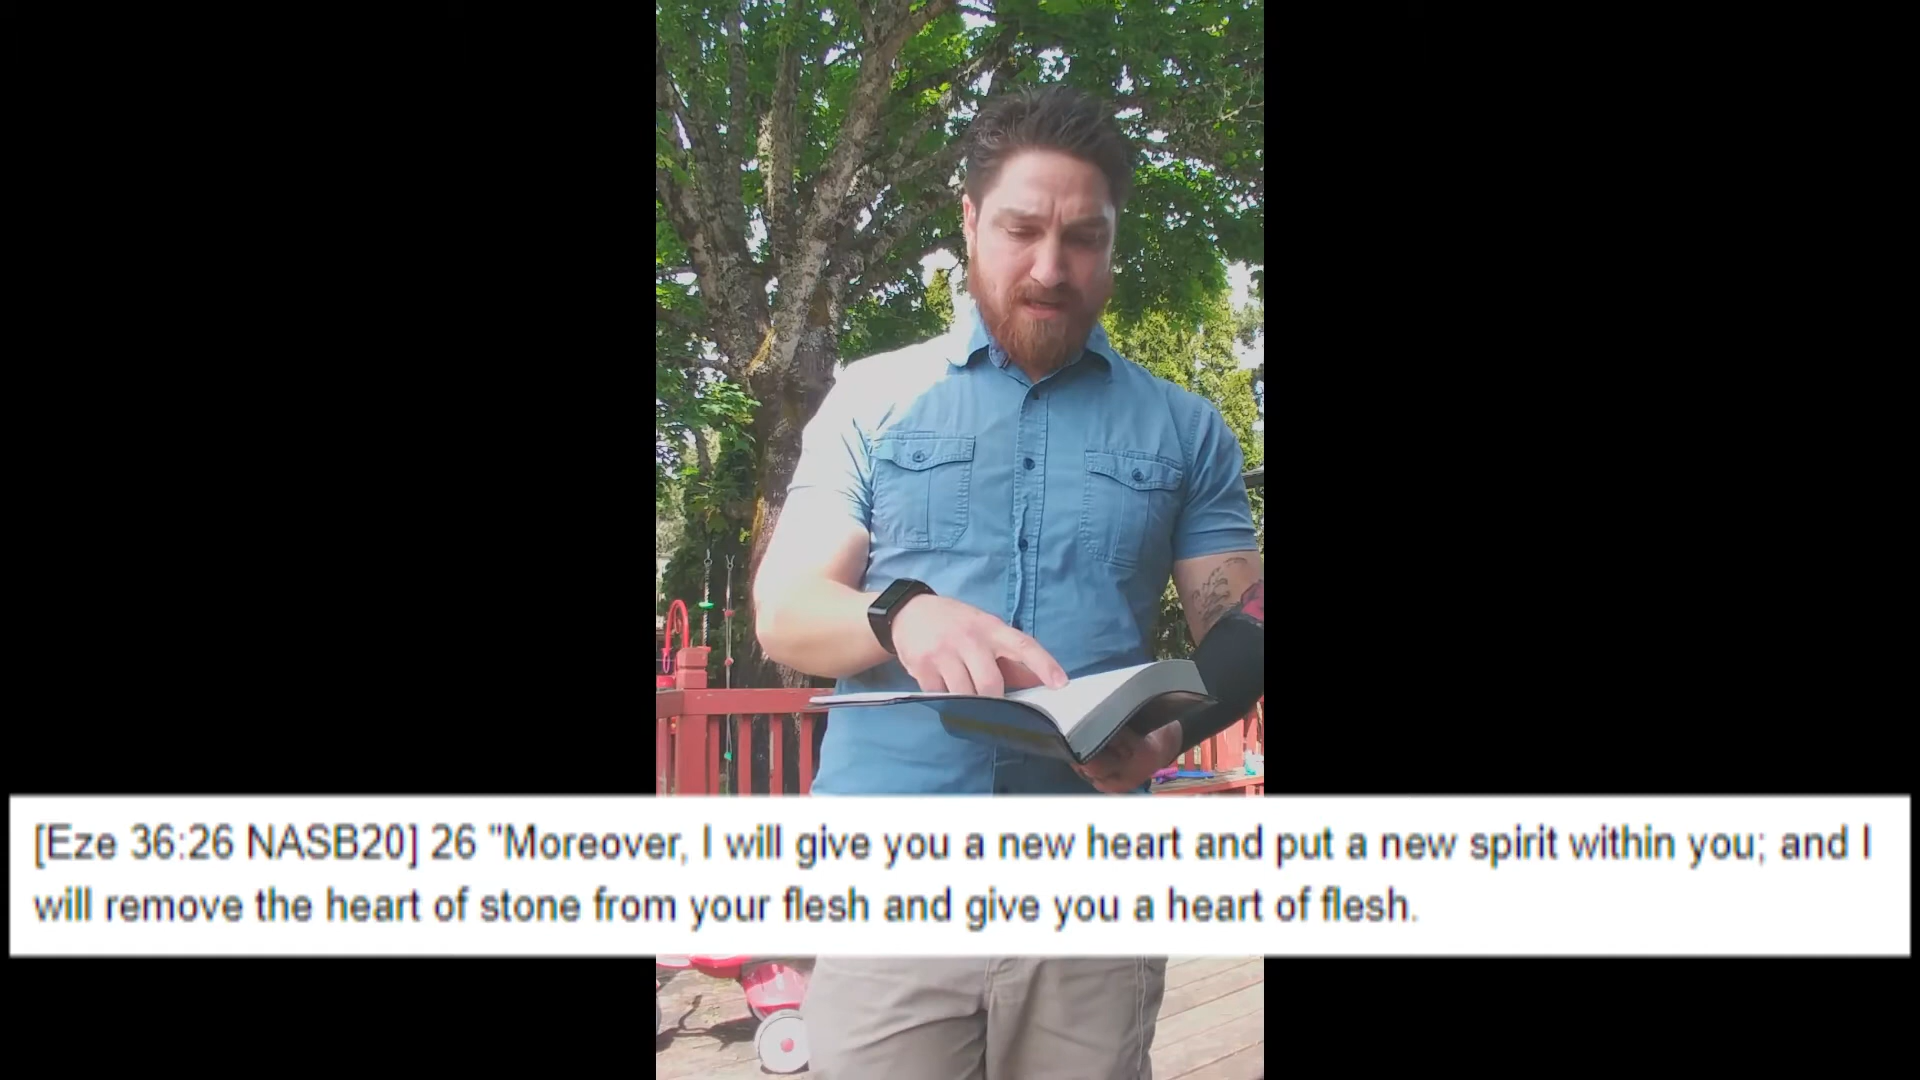 [Eze 36:26 NASB20] 26 "Moreover, I will give you a new heart and put a new spirit within you; and I
will remove the heart of stone from your flesh and give you a heart of flesh.